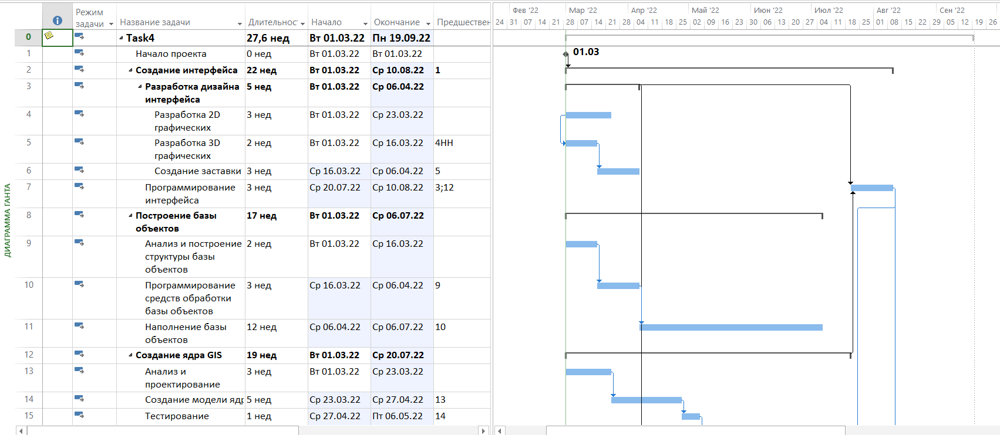 Режим задачи Название задачи Длительнос Начало Окончание Предшествен
Фев '22 Мар '22 Апр '22 Май '22 Июн '22 Июл '22 Авг '22 Сен '22
24 31 07 14 21 28 07 14 21 28 04 11 18 25 02 09 16 23 30 06 13 20 27 04 11 18 25 01 08 15 22 29 05 12 19 26
ДИАГРАММА ГАНТА
0 Task4 27,6 нед Вт 01.03.22 Пн 19.09.22
1 Начало проекта 0 нед Вт 01.03.22 Вт 01.03.22
01.03
2 Создание интерфейса 22 нед Вт 01.03.22 Ср 10.08.22 1
3 Разработка дизайна 5 нед Вт 01.03.22 Ср 06.04.22
интерфейса
4 Разработка 2D 3 нед Вт 01.03.22 Ср 23.03.22
графических
5 Разработка 3D 2 нед Вт 01.03.22 Ср 16.03.22 4НН
графических
6 Создание заставки 3 нед Ср 16.03.22 Ср 06.04.22 5
7 Программирование 3 нед Ср 20.07.22 Ср 10.08.22 3;12
интерфейса
8 Построение базы 17 нед Вт 01.03.22 Ср 06.07.22
объектов
9 Анализ и построение 2 нед Вт 01.03.22 Ср 16.03.22
структуры базы
объектов
10 Программирование 3 нед Ср 16.03.22 Ср 06.04.22 9
средств обработки
базы объектов
11 Наполнение базы 12 нед Ср 06.04.22 Ср 06.07.22 10
объектов
12 Создание ядра GIS 19 нед Вт 01.03.22 Ср 20.07.22
13 Анализ и 3 нед Вт 01.03.22 Ср 23.03.22
проектирование
14 Создание модели ядр 5 нед Ср 23.03.22 Ср 27.04.22 13
15 Тестирование 1 нед Ср 27.04.22 Пт 06.05.22 14